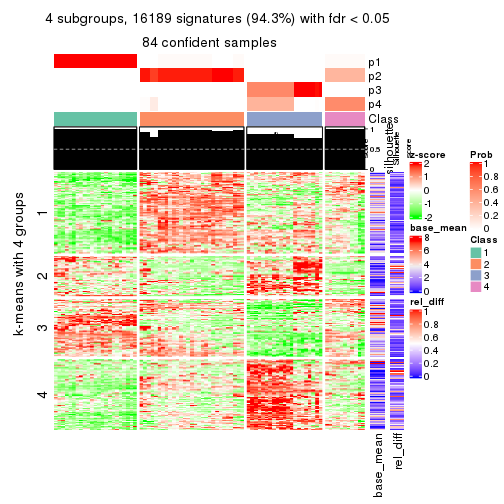 4 subgroups, 16189 signatures (94.3%) with fdr < 0.05
84 confident samples
p1
p2
p3
p4
Class
1
0.5
0
silhouette
Silhouette
score
k-means with 4 groups
1
2
3
4
base_mean
rel_diff
z-score
2
1
0
-1
-2
base_mean
8
6
4
2
0
rel_diff
1
0.8
0.6
0.4
0.2
0
Prob
1
0.8
0.6
0.4
0.2
0
Class
1
2
3
4